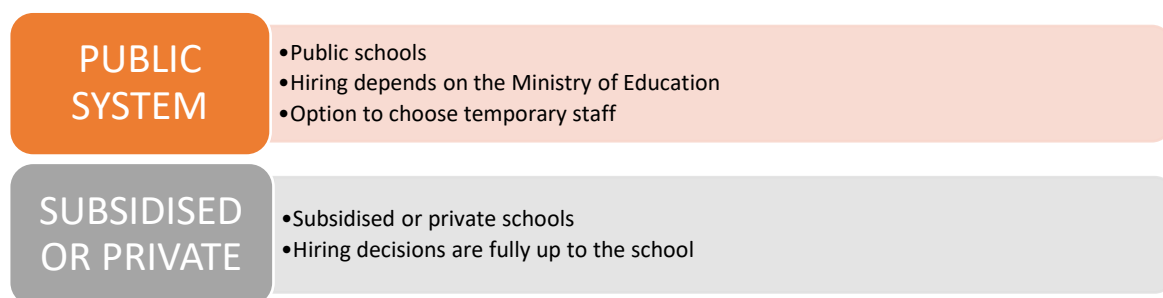 PUBLIC
SYSTEM
•Public schools
•Hiring depends on the Ministry of Education
•Option to choose temporary staff
SUBSIDISED
OR PRIVATE
•Subsidised or private schools
•Hiring decisions are fully up to the school